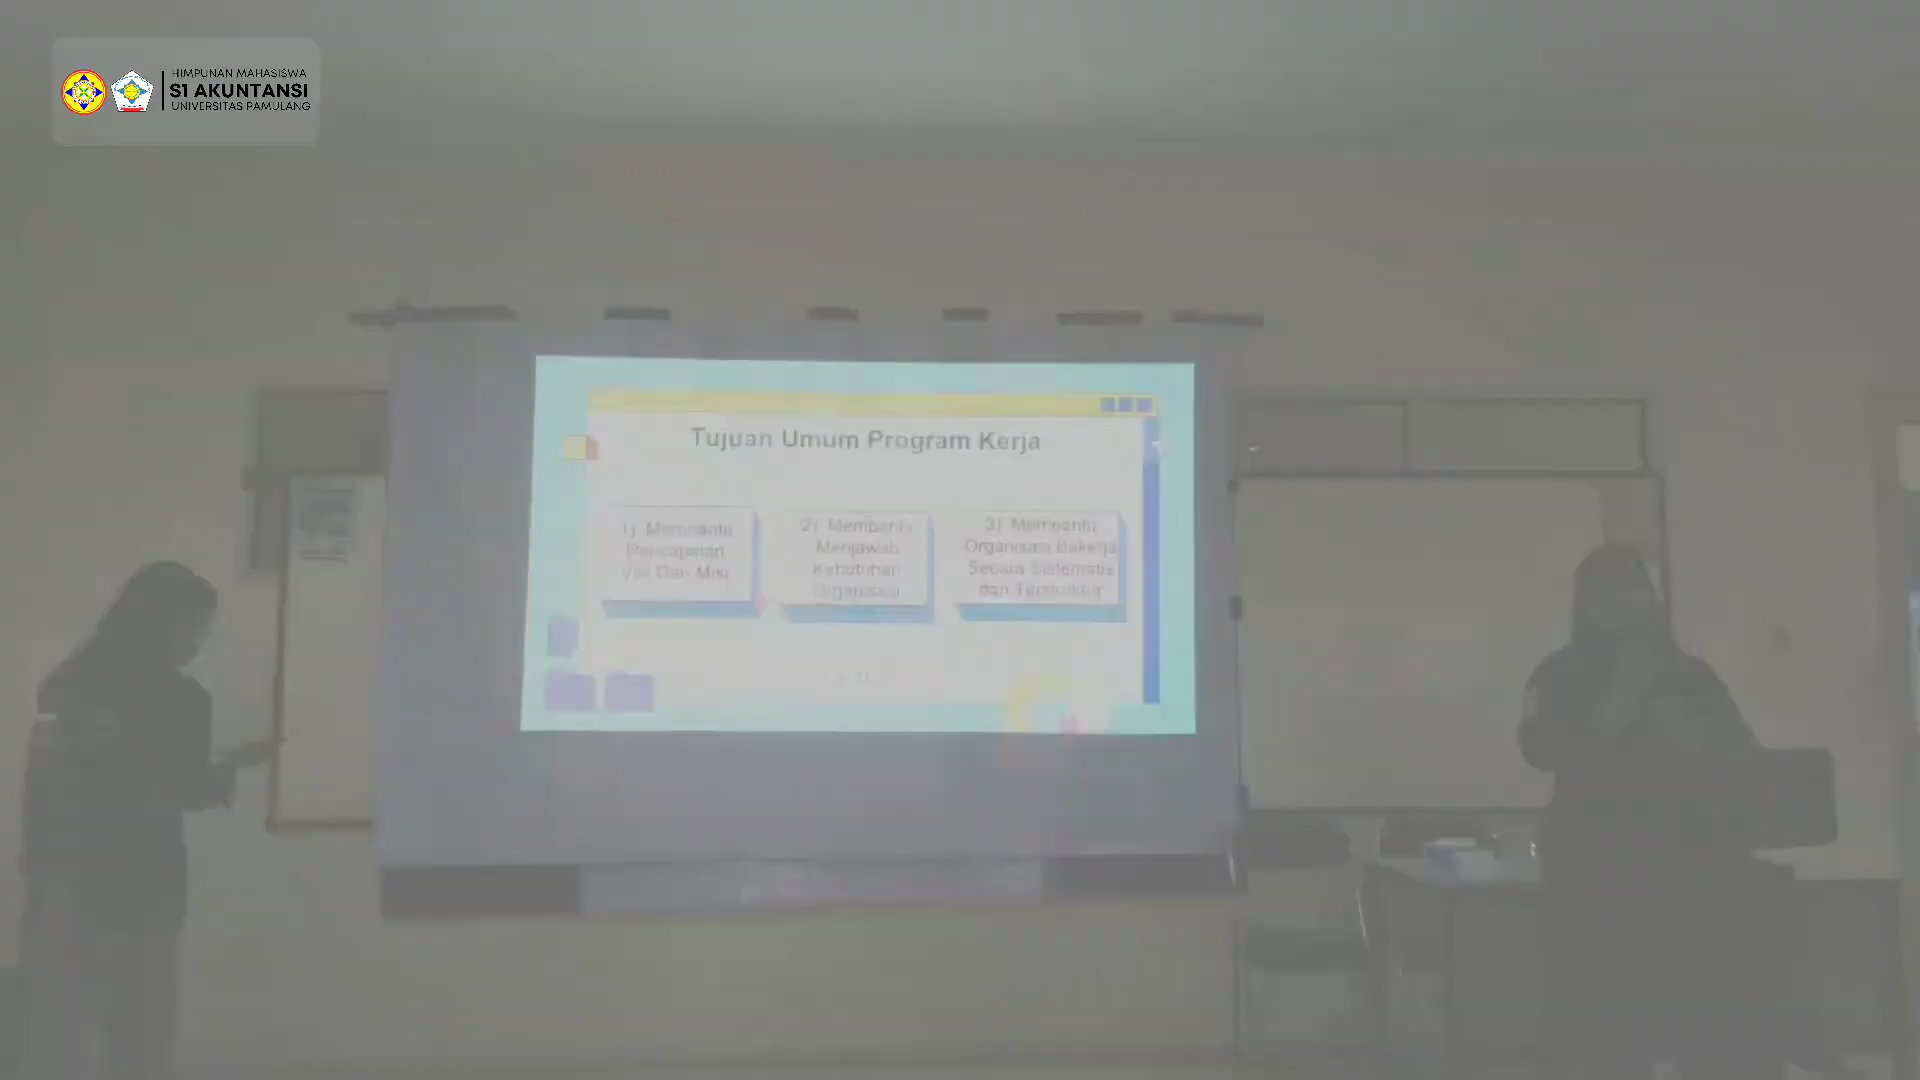 HIMPUNAN MAHASISWA
S1 AKUNTANSI
UNIVERSITAS PAMULANG
Tujuan Umum Program Kerja
1) Membantu
Pencapaian
Visi Dan Misi
2) Membantu
Menjawab
Kebutuhan
Organisasi
3) Membantu
Organisasi Bekerja
Secara Sistematis
dan Terstruktur